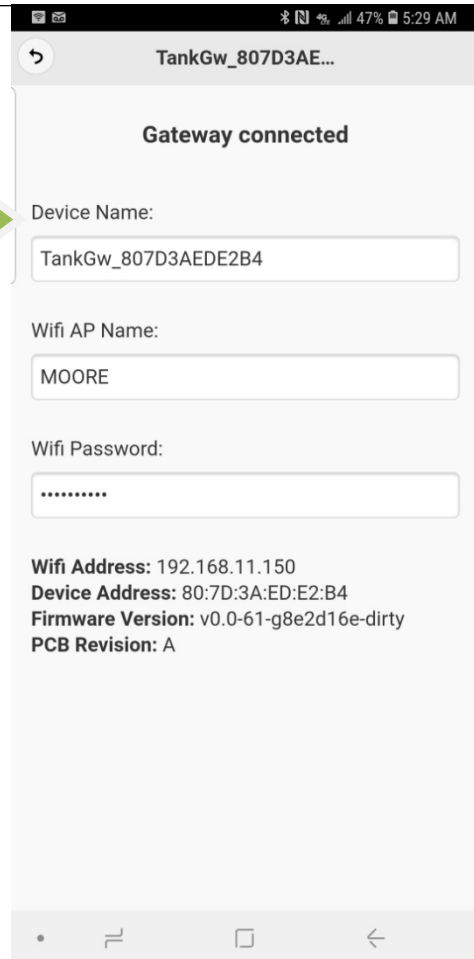 47% 5:29 AM
TankGw_807D3AE...
Gateway connected
Device Name:
TankGw_807D3AEDE2B4
Wifi AP Name:
MOORE
Wifi Password:
••••••••••
Wifi Address: 192.168.11.150
Device Address: 80:7D:3A:ED:E2:B4
Firmware Version: v0.0-61-g8e2d16e-dirty
PCB Revision: A